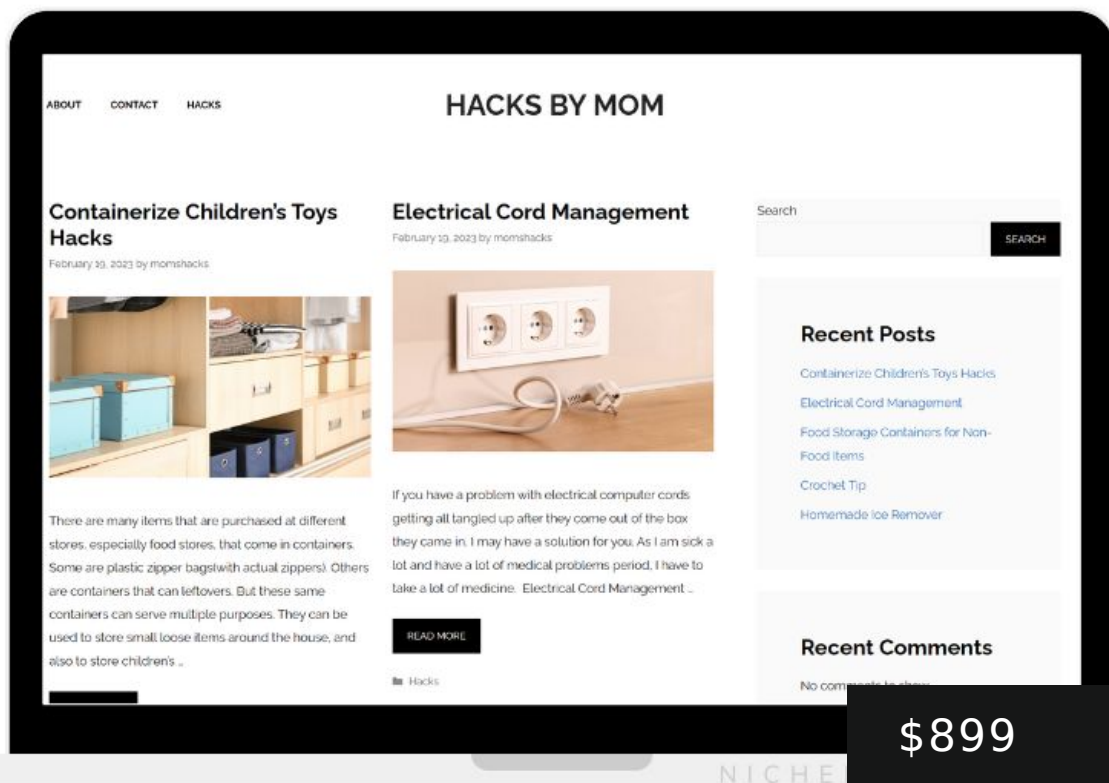 ABOUT CONTACT HACKS
HACKS BY MOM
Containerize Children's Toys
Hacks
February 19, 2023 by momshacks
There are many items that are purchased at different
stores, especially food stores, that come in containers.
Some are plastic zipper bags(with actual zippers). Others
are containers that can leftovers. But these same
containers can serve multiple purposes. They can be
used to store small loose items around the house, and
also to store children's …
Electrical Cord Management
February 19, 2023 by momshacks
If you have a problem with electrical computer cords
getting all tangled up after they come out of the box
they came in, I may have a solution for you. As I am sick a
lot and have a lot of medical problems period, I have to
take a lot of medicine. Electrical Cord Management …
READ MORE
Hacks
Search
SEARCH
Recent Posts
Containerize Children's Toys Hacks
Electrical Cord Management
Food Storage Containers for Non-
Food Items
Crochet Tip
Homemade Ice Remover
Recent Comments
No comments to show.
$899